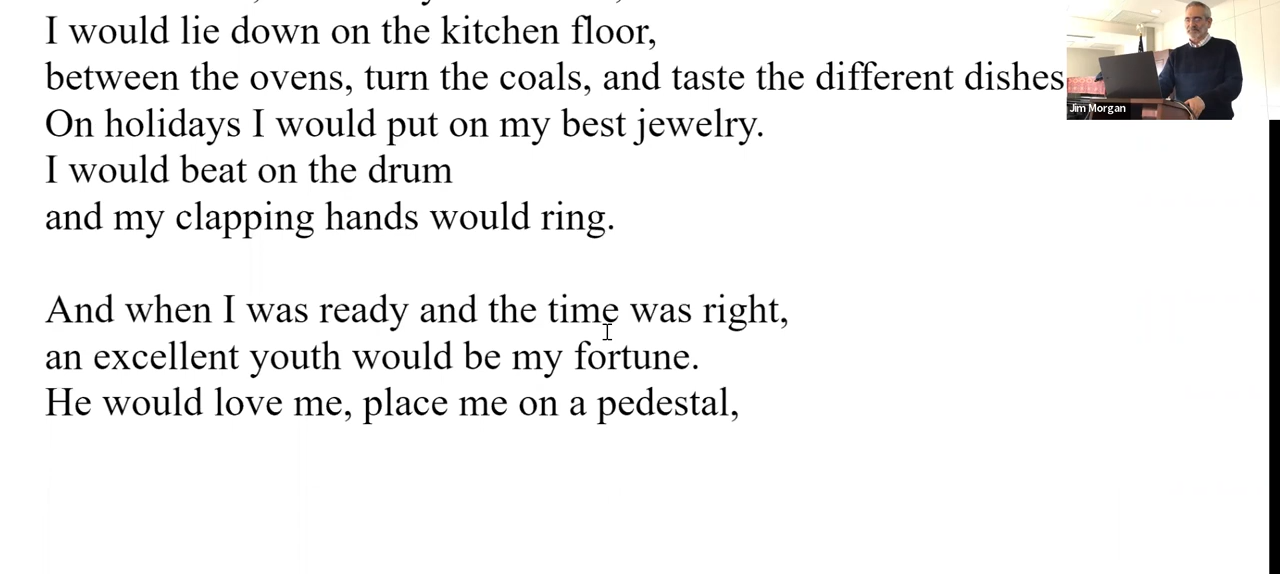 I would lie down on the kitchen floor,
between the ovens, turn the coals, and taste the different dishes
On holidays I would put on my best jewelry.
I would beat on the drum
and my clapping hands would ring.
And when I was ready and the time was right,
an excellent youth would be my fortune.
He would love me, place me on a pedestal,
Jim Morgan